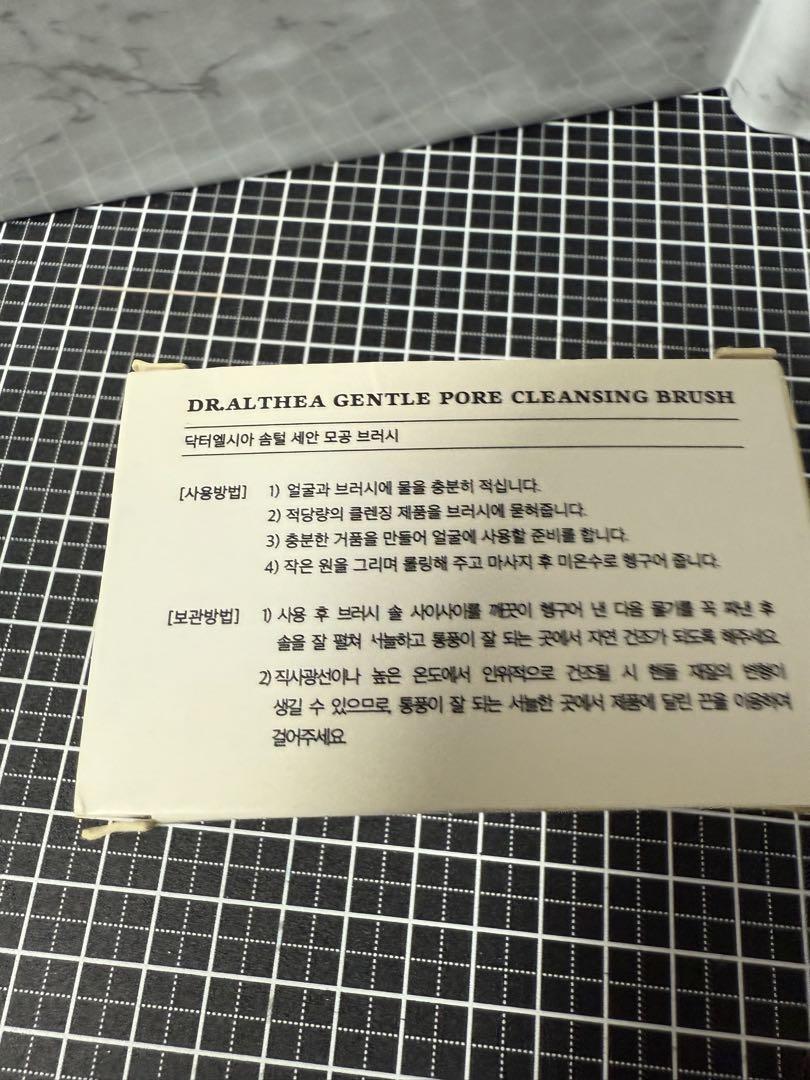 DR.ALTHEA GENTLE PORE CLEANSING BRUSH
닥터엘시아 솜털 세안 모공 브러시
[사용방법] 1) 얼굴과 브러시에 물을 충분히 적십니다.
2) 적당량의 클렌징 제품을 브러시에 묻혀줍니다.
3) 충분한 거품을 만들어 얼굴에 사용할 준비를 합니다.
4) 작은 원을 그리며 롤링해 주고 마사지 후 미온수로 헹구어 줍니다.
[보관방법] 1) 사용 후 브러시 솔 사이사이를 깨끗이 헹구어 낸 다음 물기를 꼭 짜낸 후
솔을 잘 펼쳐 서늘하고 통풍이 잘 되는 곳에서 자연 건조가 되도록 해주세요
2) 직사광선이나 높은 온도에서 인위적으로 건조될 시 핸들 재질의 변형이
생길 수 있으므로, 통풍이 잘 되는 서늘한 곳에서 제품에 달린 끈을 이용하여
걸어주세요